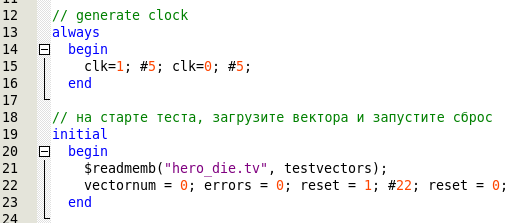 11
12 // generate clock
13 always
14 begin
15 clk=1; #5; clk=0; #5;
16 end
17
18 // на старте теста, загрузите вектора и запустите сброс
19 initial
20 begin
21 $readmemb("hero_die.tv", testvectors);
22 vectornum = 0; errors = 0; reset = 1; #22; reset = 0;
23 end
24